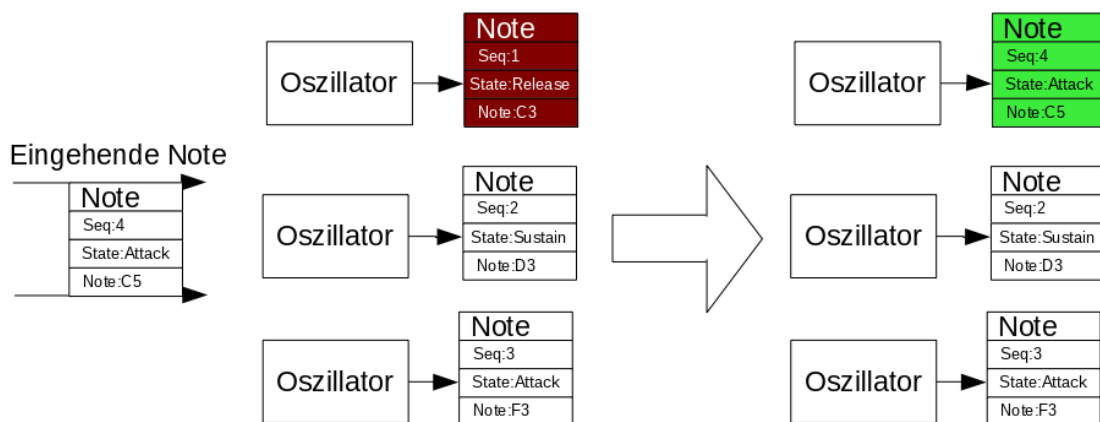 Eingehende Note
Note
Seq:4
State:Attack
Note:C5
Oszillator
Note
Seq:1
State:Release
Note:C3
Oszillator
Note
Seq:2
State:Sustain
Note:D3
Oszillator
Note
Seq:3
State:Attack
Note:F3
Oszillator
Note
Seq:4
State:Attack
Note:C5
Oszillator
Note
Seq:2
State:Sustain
Note:D3
Oszillator
Note
Seq:3
State:Attack
Note:F3